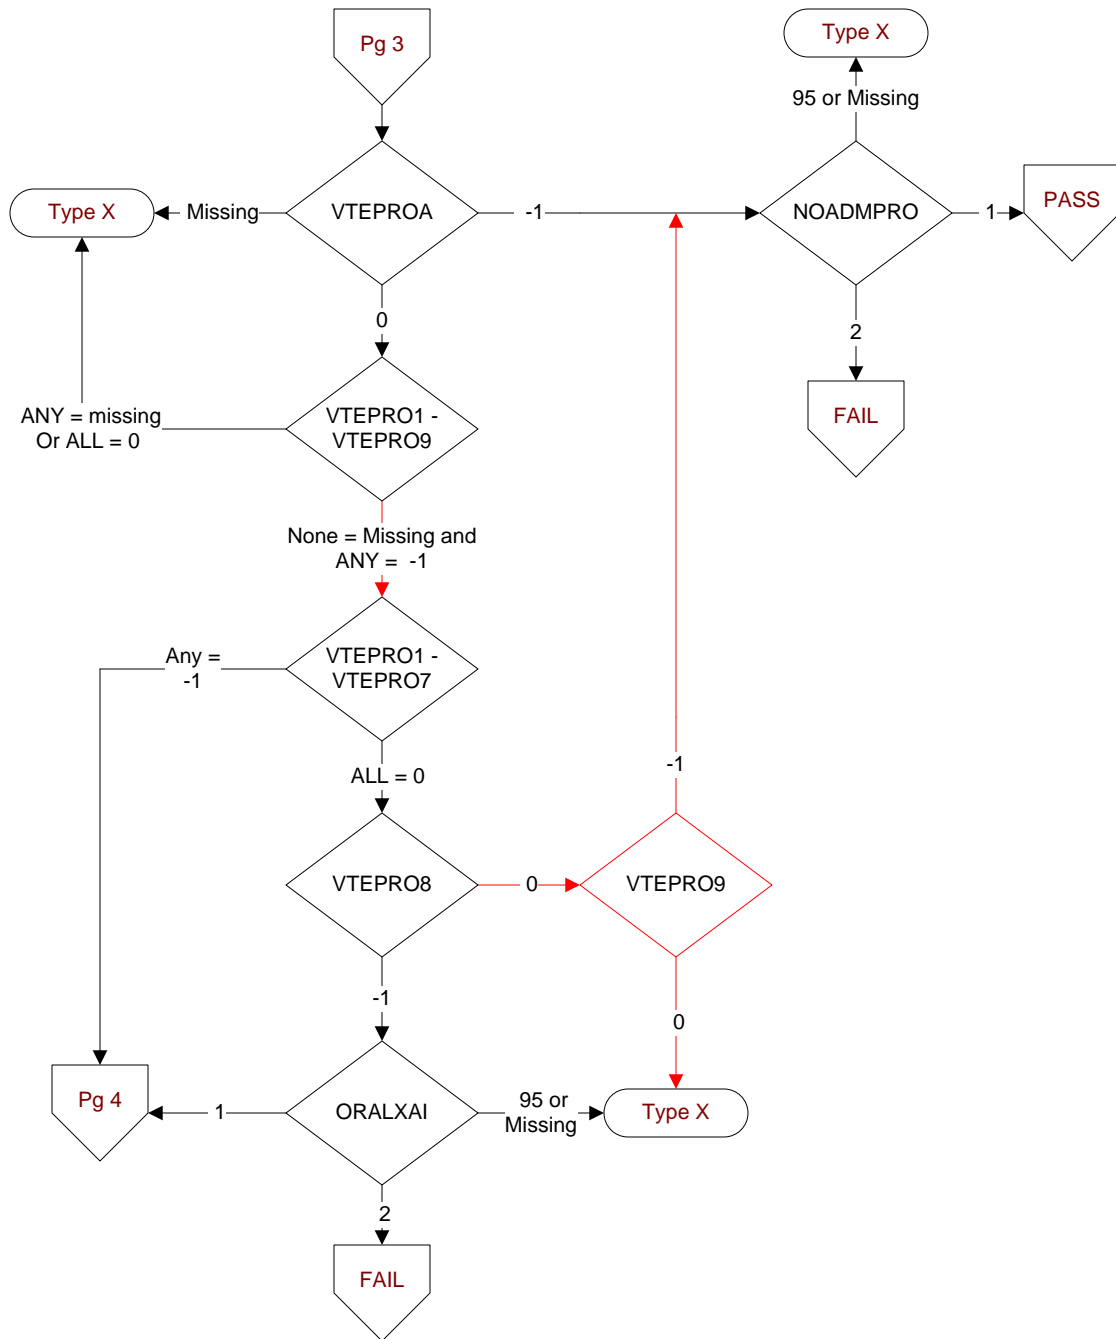 Pg 3
Type X
95 or Missing
Type X
Missing
VTEPROA
-1
NOADMPRO
1
PASS
0
2
ANY = missing
Or ALL = 0
VTEPRO1 -
VTEPRO9
FAIL
None = Missing and
ANY = -1
Any =
-1
VTEPRO1 -
VTEPRO7
ALL = 0
-1
VTEPRO8
0
VTEPRO9
-1
0
Pg 4
1
ORALXAI
95 or
Missing
Type X
2
FAIL